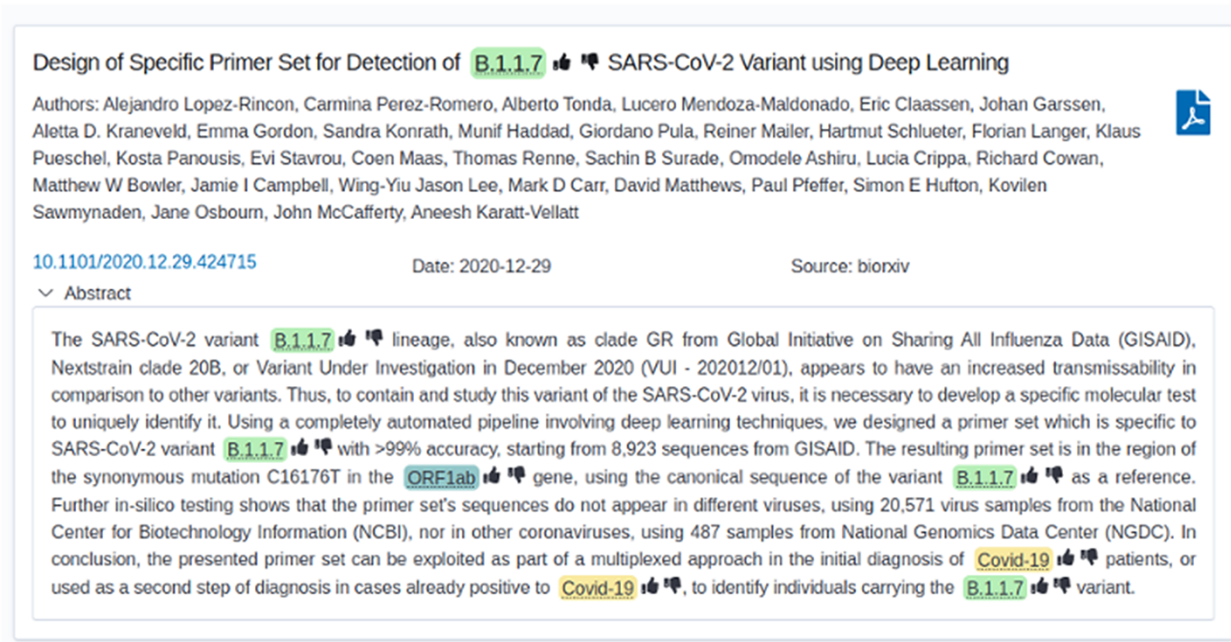 Design of Specific Primer Set for Detection of B.1.1.7 SARS-CoV-2 Variant using Deep Learning
Authors: Alejandro Lopez-Rincon, Carmina Perez-Romero, Alberto Tonda, Lucero Mendoza-Maldonado, Eric Claassen, Johan Garssen,
Aletta D. Kraneveld, Emma Gordon, Sandra Konrath, Munif Haddad, Giordano Pula, Reiner Mailer, Hartmut Schlueter, Florian Langer, Klaus
Pueschel, Kosta Panousis, Evi Stavrou, Coen Maas, Thomas Renne, Sachin B Surade, Omodele Ashiru, Lucia Crippa, Richard Cowan,
Matthew W Bowler, Jamie I Campbell, Wing-Yiu Jason Lee, Mark D Carr, David Matthews, Paul Pfeffer, Simon E Hufton, Kovilen
Sawmynaden, Jane Osbourn, John McCafferty, Aneesh Karatt-Vellatt
10.1101/2020.12.29.424715 Date: 2020-12-29 Source: biorxiv
Abstract
The SARS-CoV-2 variant B.1.1.7 lineage, also known as clade GR from Global Initiative on Sharing All Influenza Data (GISAID),
Nextstrain clade 20B, or Variant Under Investigation in December 2020 (VUI - 202012/01), appears to have an increased transmissability in
comparison to other variants. Thus, to contain and study this variant of the SARS-CoV-2 virus, it is necessary to develop a specific molecular test
to uniquely identify it. Using a completely automated pipeline involving deep learning techniques, we designed a primer set which is specific to
SARS-CoV-2 variant B.1.1.7 with >99% accuracy, starting from 8,923 sequences from GISAID. The resulting primer set is in the region of
the synonymous mutation C16176T in the ORF1ab gene, using the canonical sequence of the variant B.1.1.7 as a reference.
Further in-silico testing shows that the primer set's sequences do not appear in different viruses, using 20,571 virus samples from the National
Center for Biotechnology Information (NCBI), nor in other coronaviruses, using 487 samples from National Genomics Data Center (NGDC). In
conclusion, the presented primer set can be exploited as part of a multiplexed approach in the initial diagnosis of Covid-19 patients, or
used as a second step of diagnosis in cases already positive to Covid-19 , to identify individuals carrying the B.1.1.7 variant.